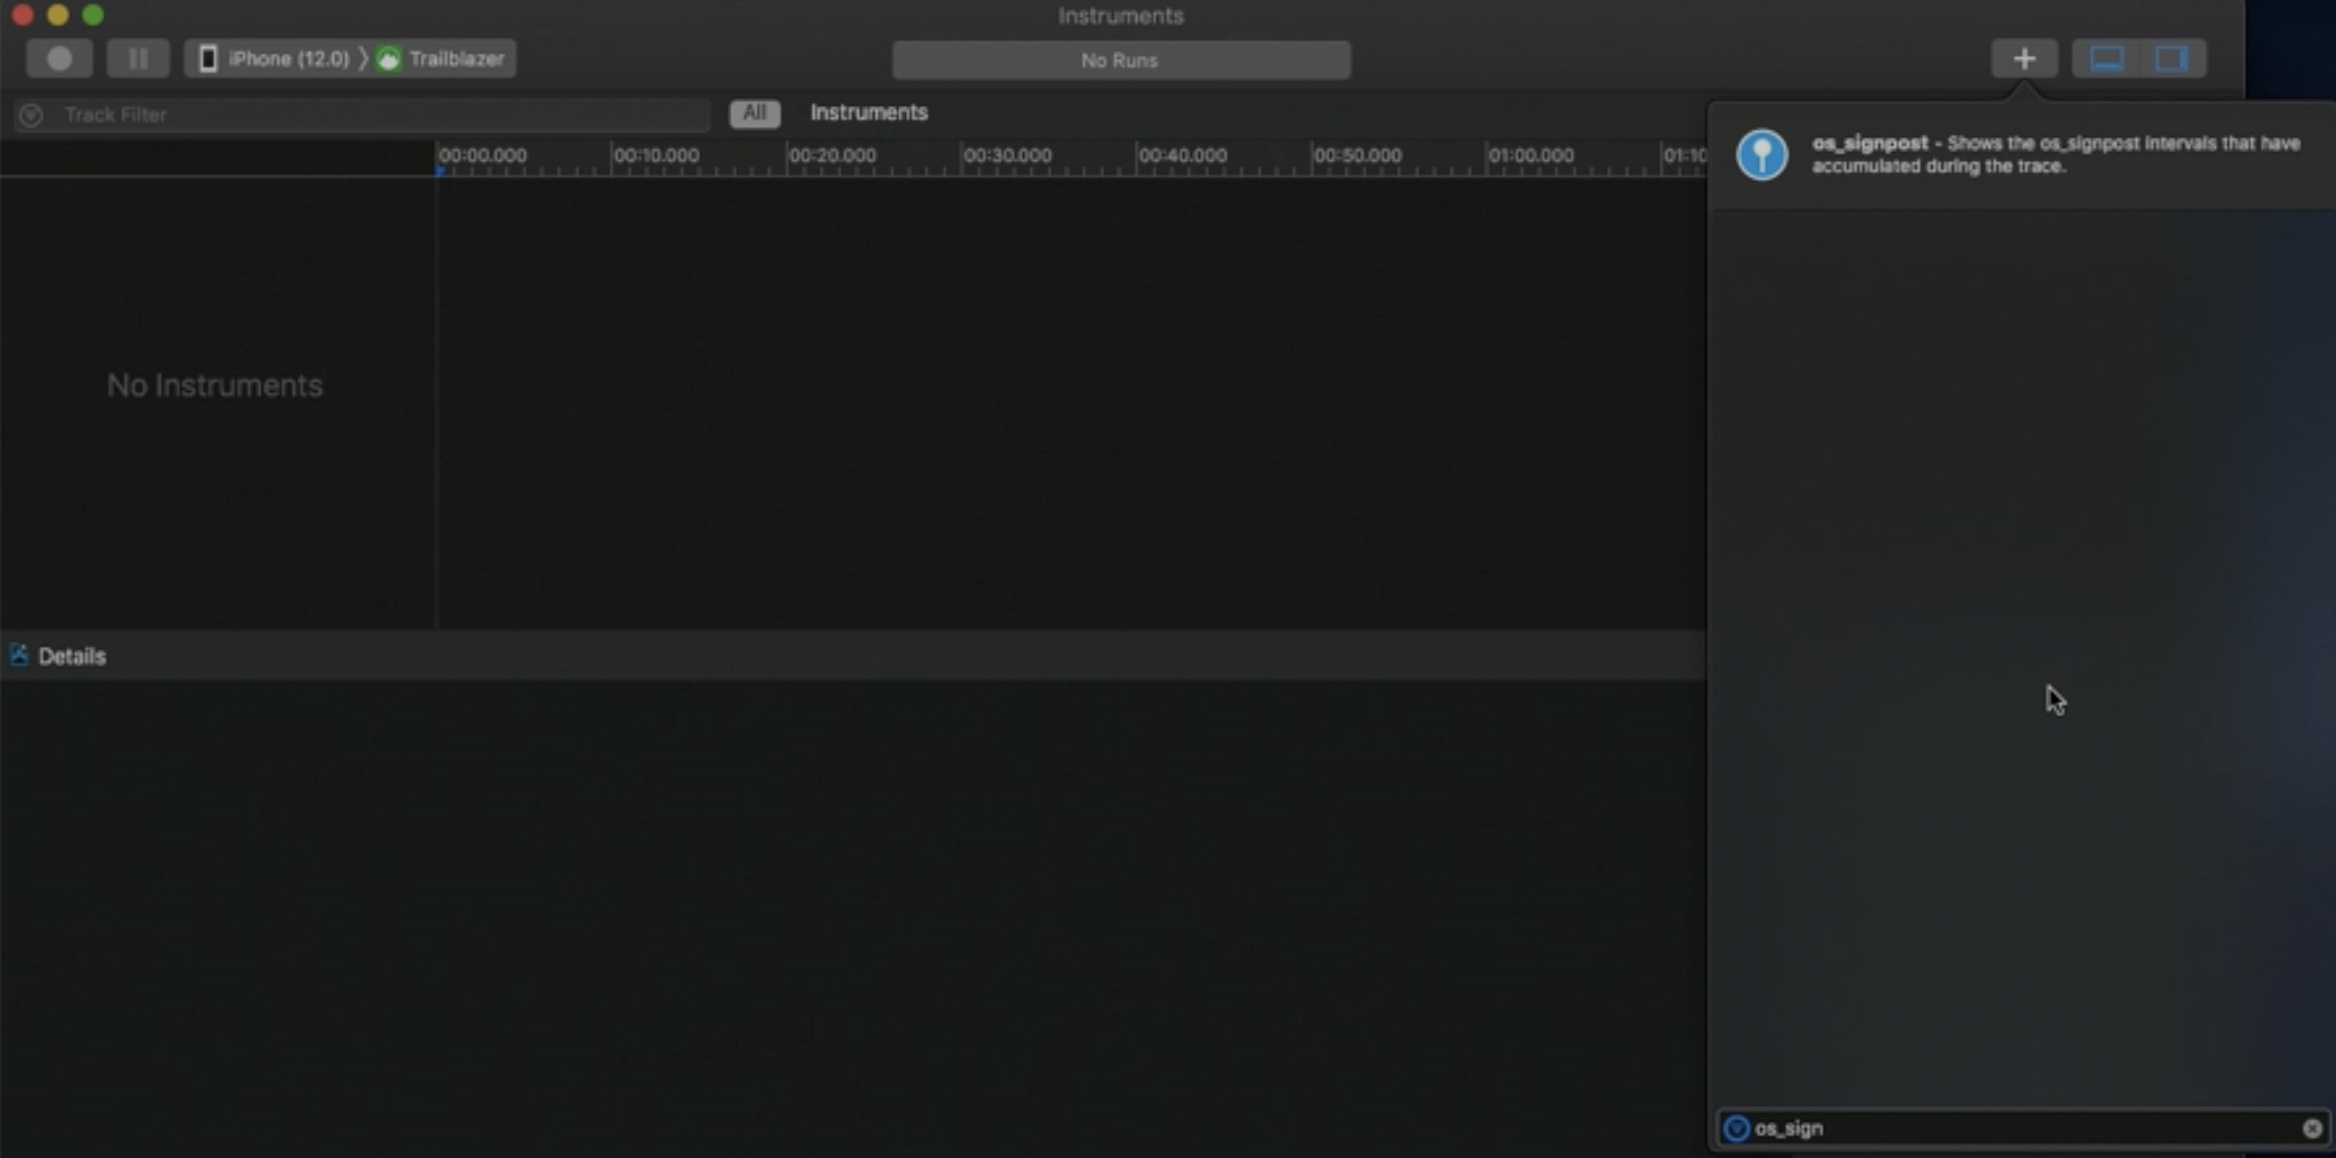 Instruments
iPhone (12.0) 〉 Trailblazer
No Runs
Track Filter
All Instruments
00:00.000 00:10.000 00:20.000 00:30.000 00:40.000 00:50.000 01:00.000 01:10
os_signpost - Shows the os_signpost intervals that have
accumulated during the trace.
No Instruments
Details
os_sign